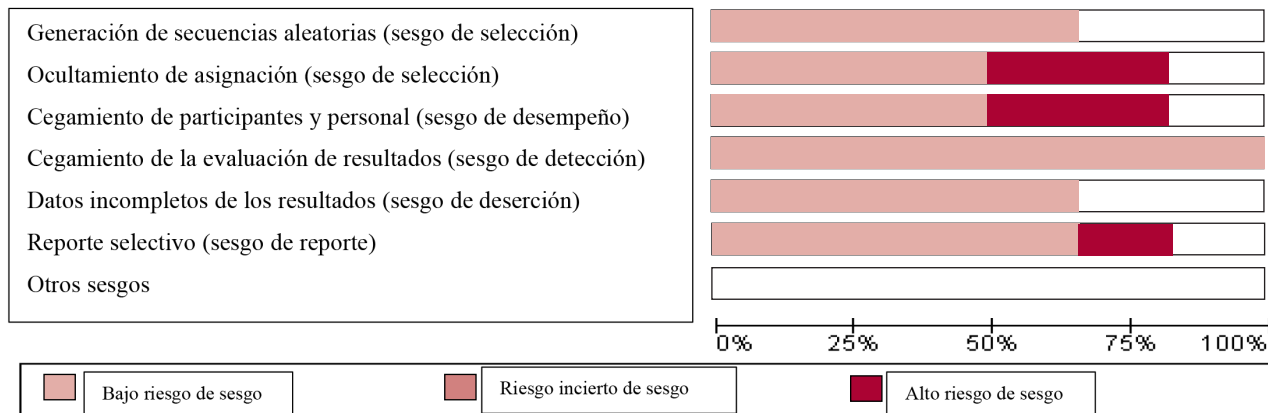 Generación de secuencias aleatorias (sesgo de selección)
Ocultamiento de asignación (sesgo de selección)
Cegamiento de participantes y personal (sesgo de desempeño)
Cegamiento de la evaluación de resultados (sesgo de detección)
Datos incompletos de los resultados (sesgo de deserción)
Reporte selectivo (sesgo de reporte)
Otros sesgos
0% 25% 50% 75% 100%
Bajo riesgo de sesgo
Riesgo incierto de sesgo
Alto riesgo de sesgo